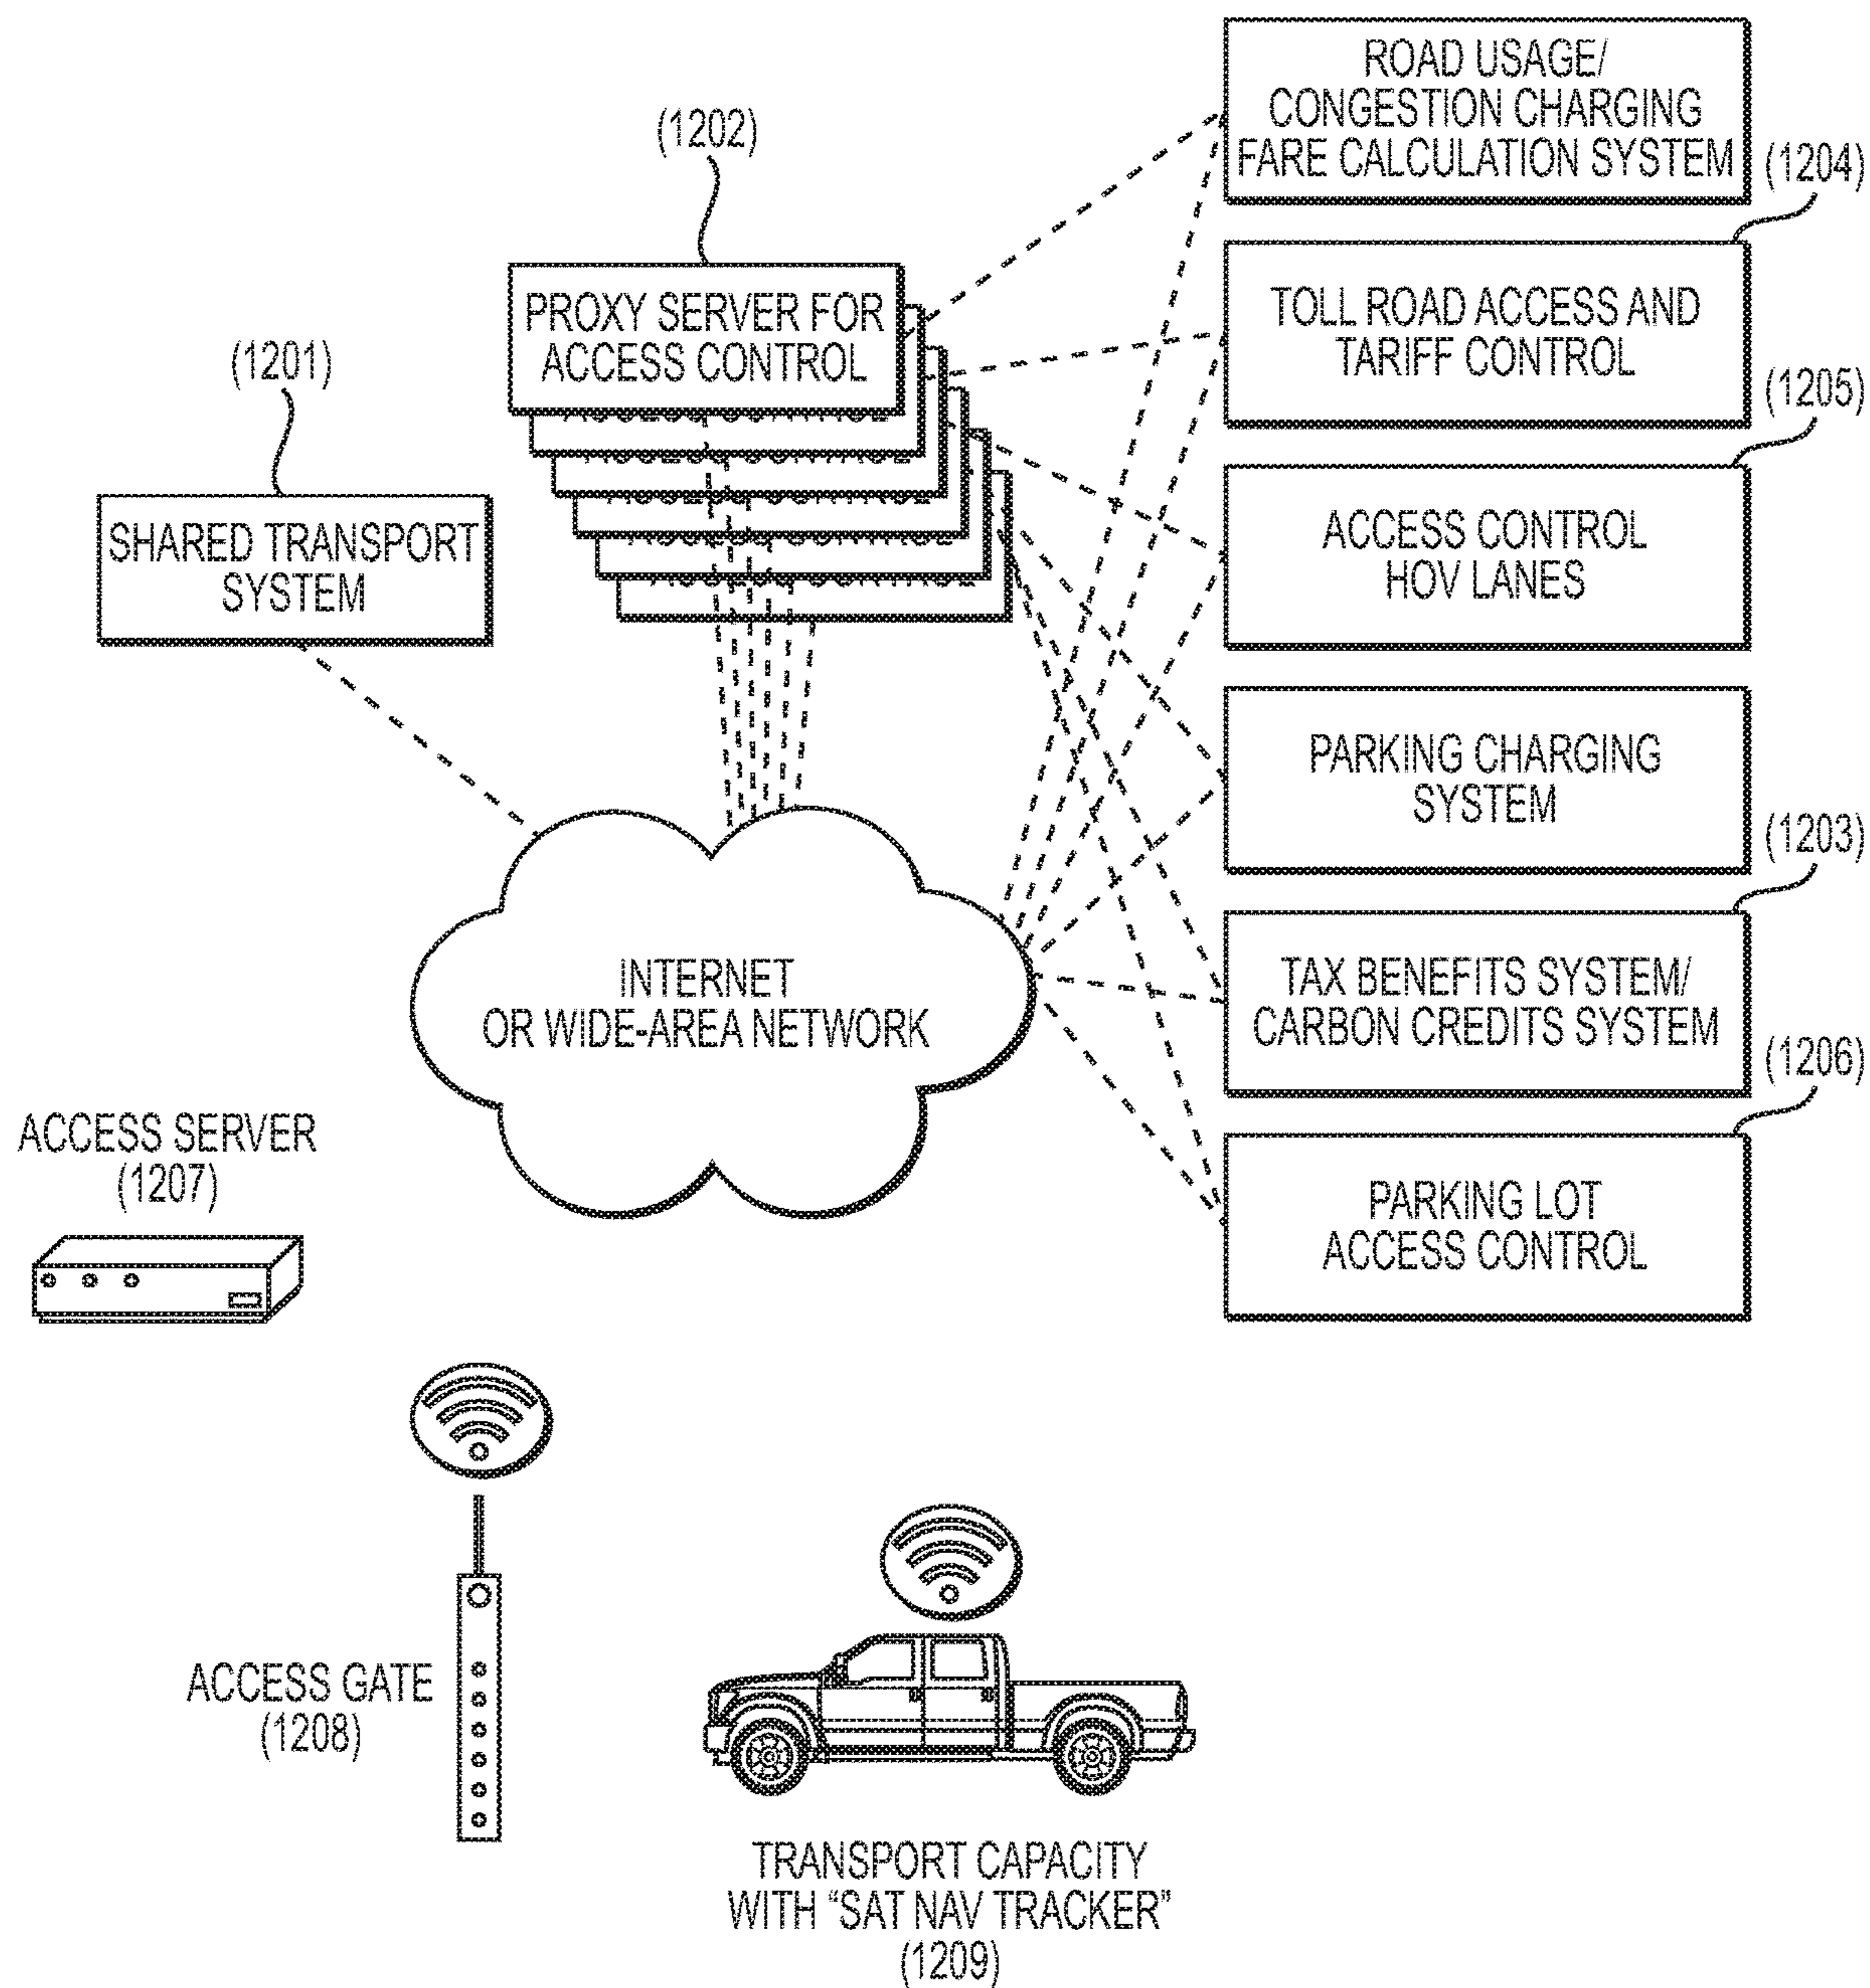 ROAD USAGE/
CONGESTION CHARGING
FARE CALCULATION SYSTEM
(1204)
(1202)
PROXY SERVER FOR
ACCESS CONTROL
TOLL ROAD ACCESS AND
TARIFF CONTROL
(1201)
(1205)
SHARED TRANSPORT
SYSTEM
ACCESS CONTROL
HOV LANES
PARKING CHARGING
SYSTEM
(1203)
INTERNET
OR WIDE-AREA NETWORK
TAX BENEFITS SYSTEM/
CARBON CREDITS SYSTEM
(1206)
ACCESS SERVER
(1207)
PARKING LOT
ACCESS CONTROL
ACCESS GATE
(1208)
TRANSPORT CAPACITY
WITH “SAT NAV TRACKER”
(1209)